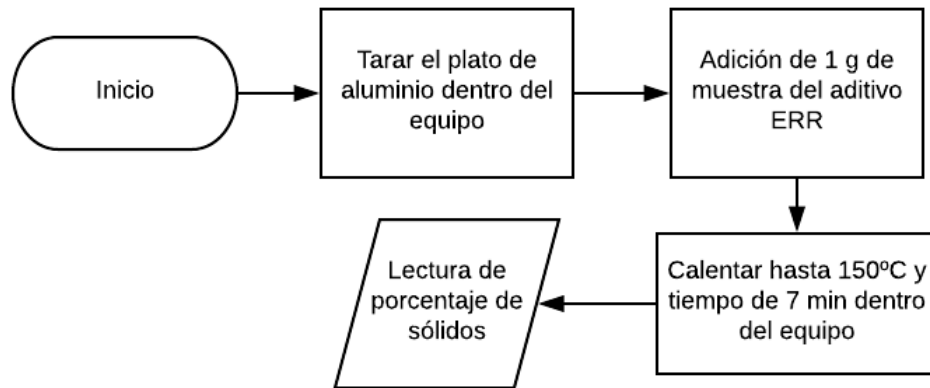 Inicio
Tarar el plato de
aluminio dentro del
equipo
Adición de 1 g de
muestra del aditivo
ERR
Calentar hasta 150ºC y
tiempo de 7 min dentro
del equipo
Lectura de
porcentaje de
sólidos